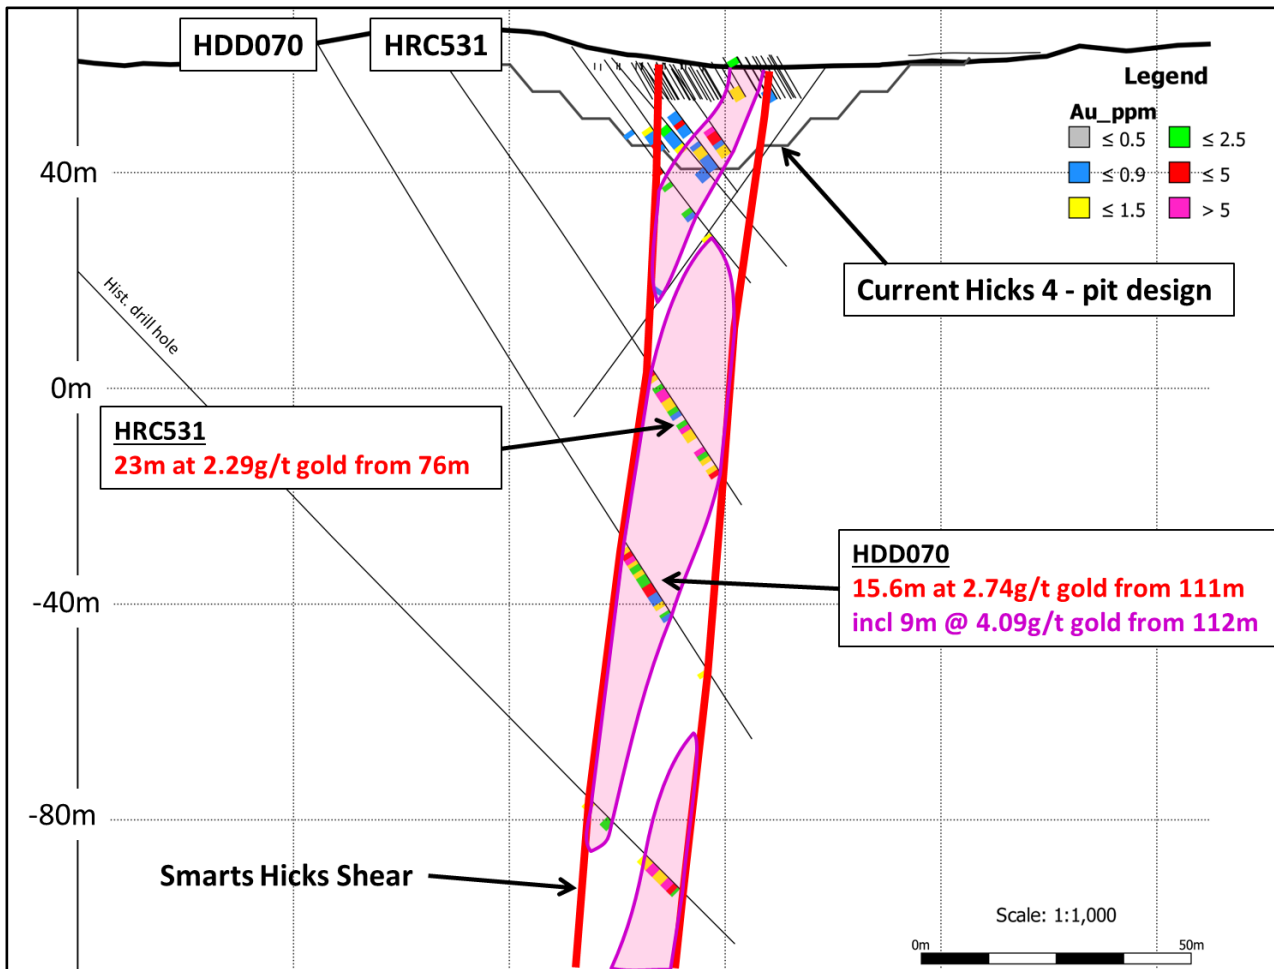 HDD070
HRC531
Legend
Au_ppm
≤ 0.5
≤ 2.5
≤ 0.9
≤ 5
≤ 1.5
> 5
40m
Current Hicks 4 - pit design
Hist. drill hole
0m
HRC531
23m at 2.29g/t gold from 76m
HDD070
15.6m at 2.74g/t gold from 111m
incl 9m @ 4.09g/t gold from 112m
-40m
-80m
Smarts Hicks Shear
Scale: 1:1,000
0m
50m